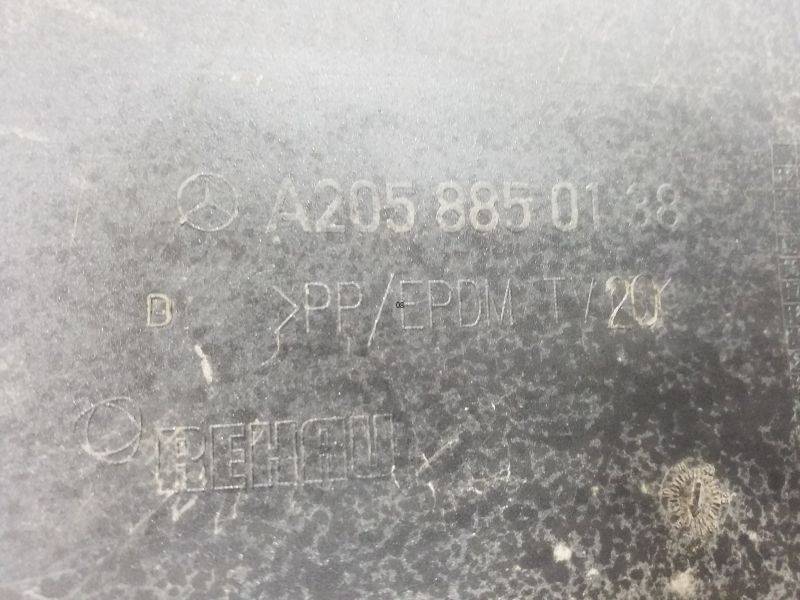 A205 885 01 38
D >PP/EPDM T/20<
REHAU